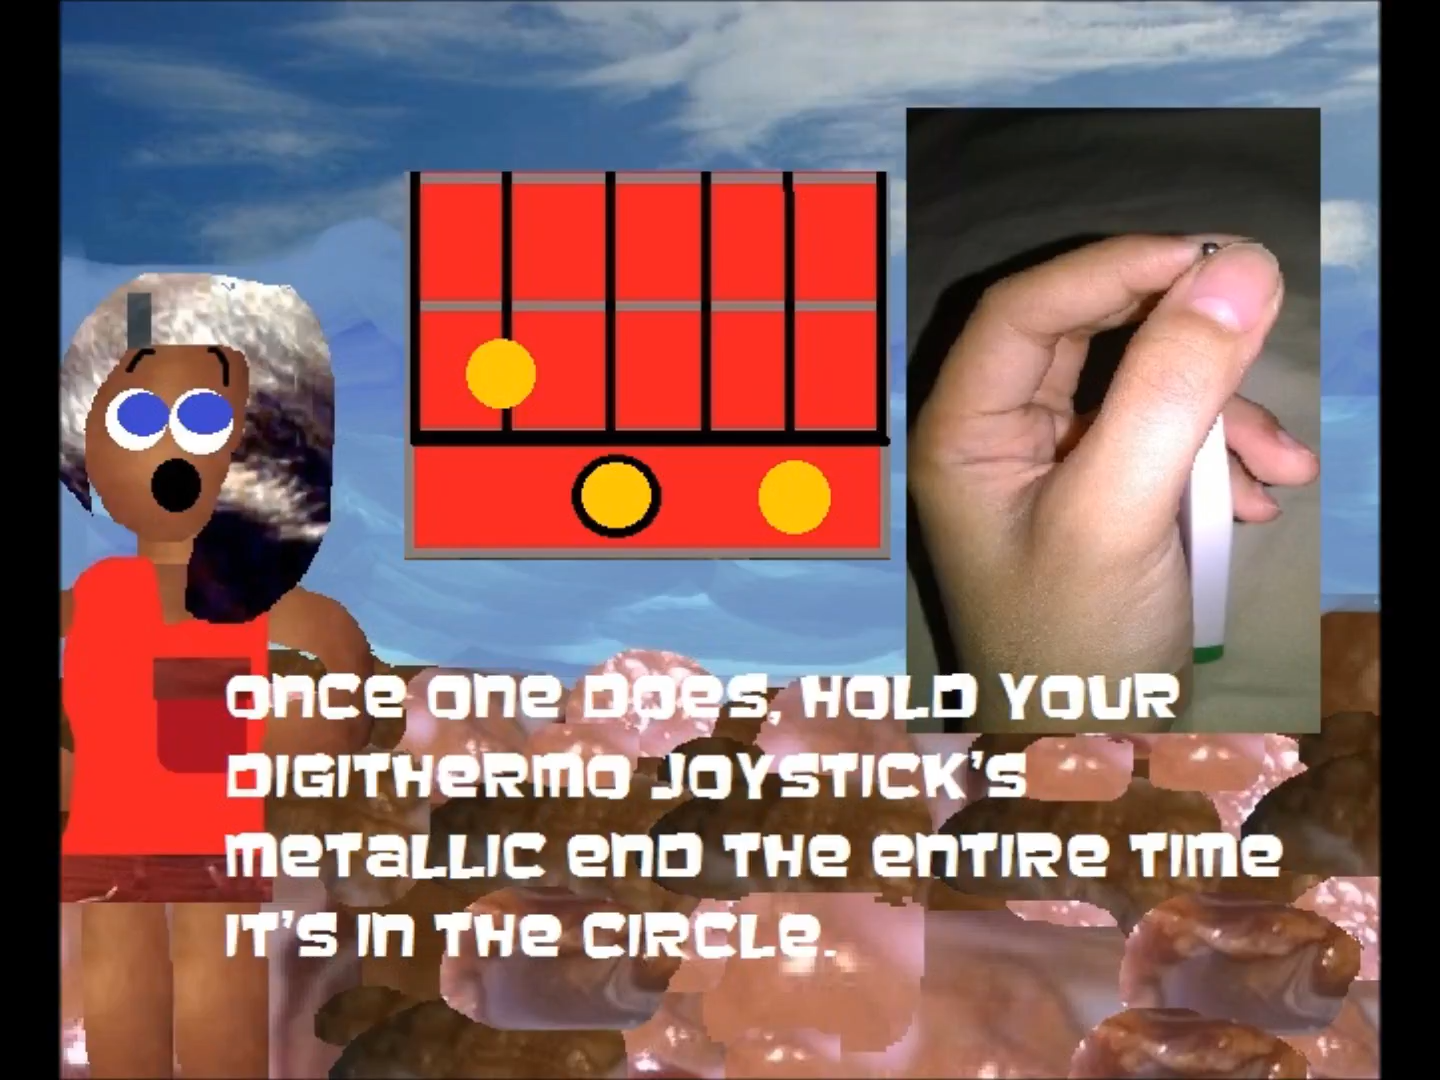 ONCE ONE DOES, HOLD YOUR
DIGITHERMO JOYSTICK'S
METALLIC END THE ENTIRE TIME
IT'S IN THE CIRCLE.